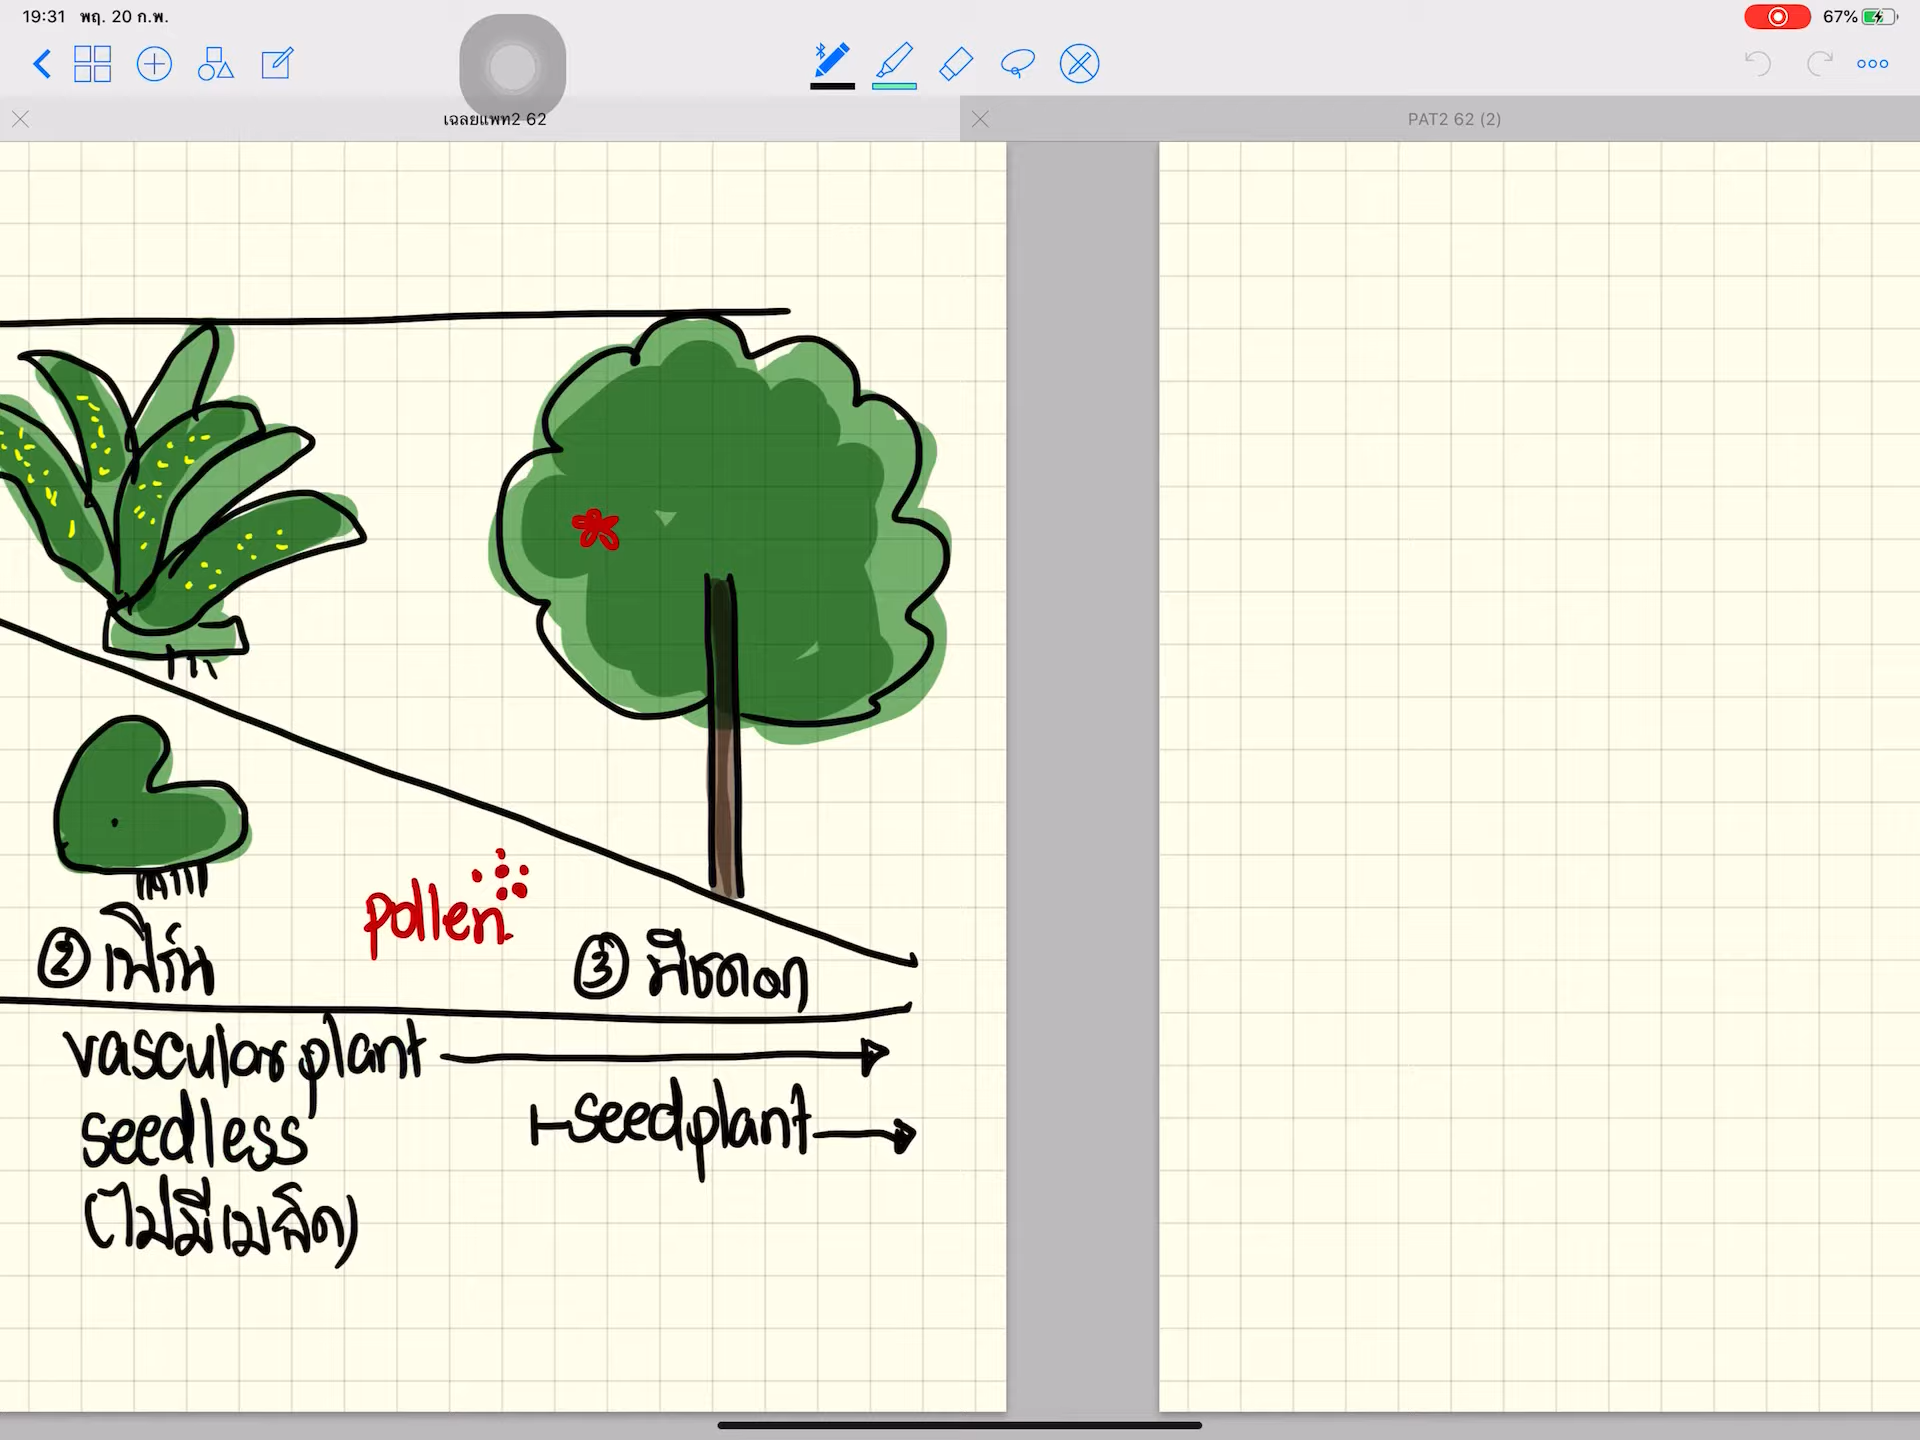 19:31 พฤ. 20 ก.พ.
67%
เฉลยแพท2 62
PAT2 62 (2)
pollen
② เฟิร์น
③ มีชดอก
vascular plant
seedless
seed plant
(ไม่มีเมล็ด)